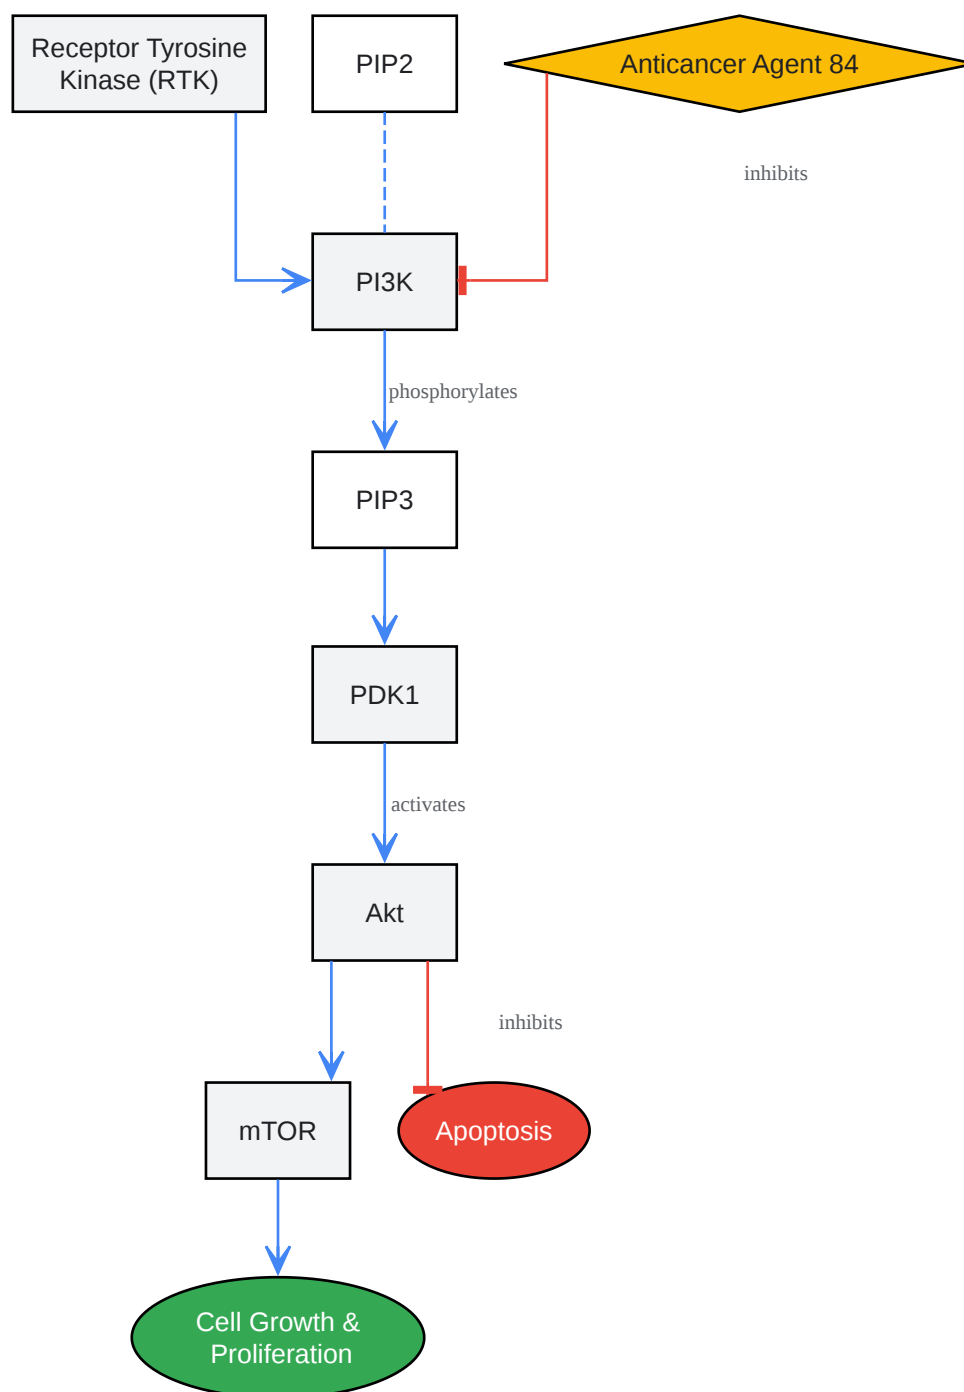 Receptor Tyrosine
Kinase (RTK)
PIP2
Anticancer Agent 84
inhibits
PI3K
phosphorylates
PIP3
PDK1
activates
Akt
inhibits
mTOR
Apoptosis
Cell Growth &
Proliferation